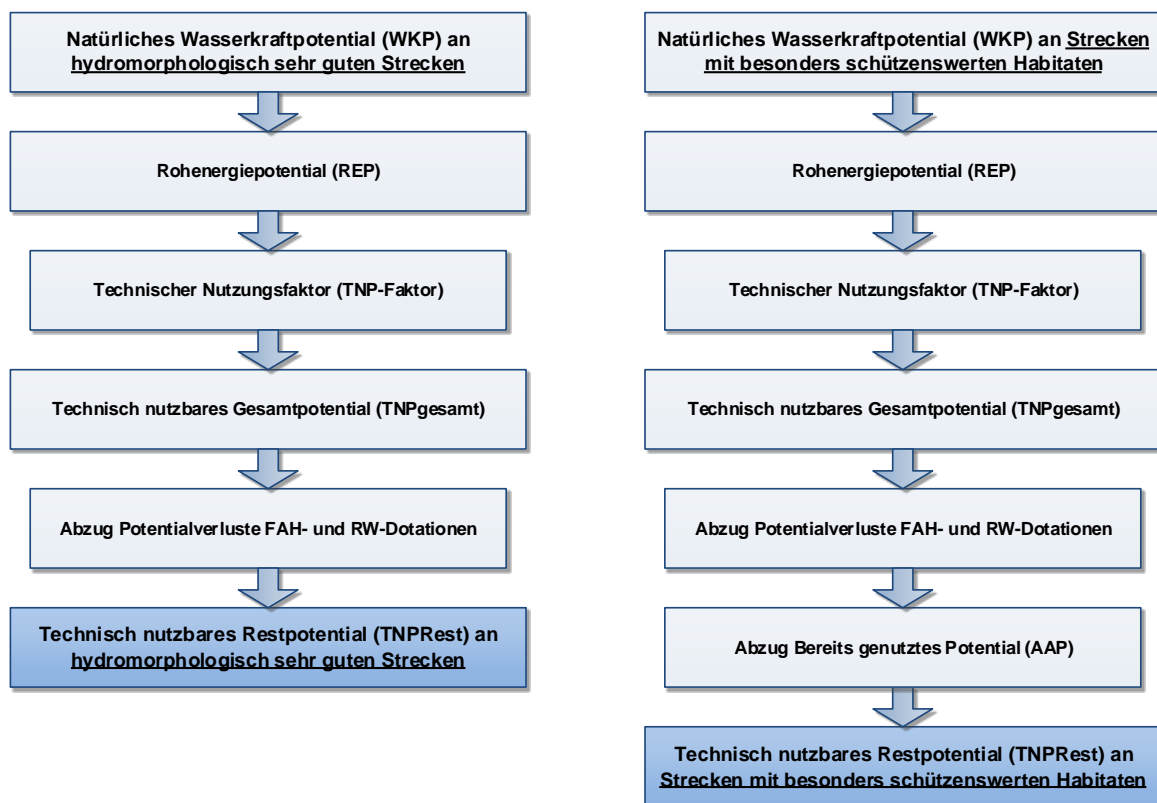 Natürliches Wasserkraftpotential (WKP) an
hydromorphologisch sehr guten Strecken
Rohenergiepotential (REP)
Technischer Nutzungsfaktor (TNP-Faktor)
Technisch nutzbares Gesamtpotential (TNPgesamt)
Abzug Potentialverluste FAH- und RW-Dotationen
Technisch nutzbares Restpotential (TNPRest) an
hydromorphologisch sehr guten Strecken
Natürliches Wasserkraftpotential (WKP) an Strecken
mit besonders schützenswerten Habitaten
Rohenergiepotential (REP)
Technischer Nutzungsfaktor (TNP-Faktor)
Technisch nutzbares Gesamtpotential (TNPgesamt)
Abzug Potentialverluste FAH- und RW-Dotationen
Abzug Bereits genutztes Potential (AAP)
Technisch nutzbares Restpotential (TNPRest) an
Strecken mit besonders schützenswerten Habitaten